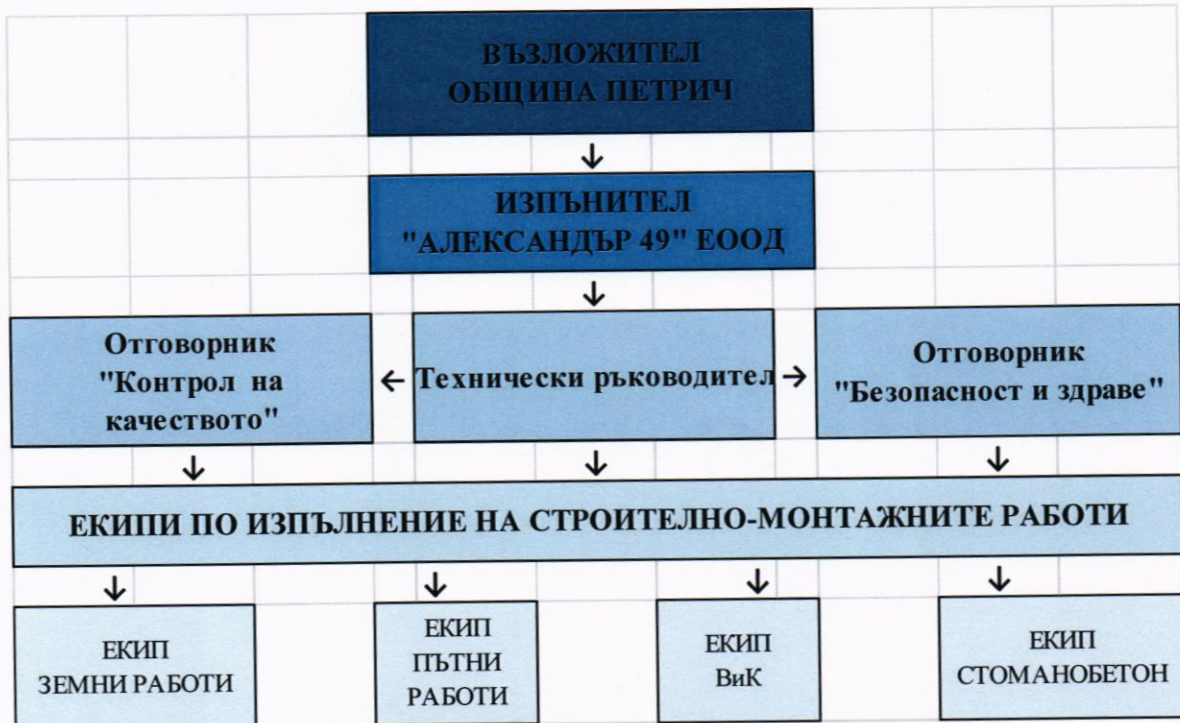 ВЪЗЛОЖИТЕЛ
ОБЩИНА ПЕТРИЧ
ИЗПЪНИТЕЛ
"АЛЕКСАНДЪР 49" ЕООД
Отговорник
"Контрол на
качеството"
Технически ръководител
Отговорник
"Безопасност и здраве"
ЕКИПИ ПО ИЗПЪЛНЕНИЕ НА СТРОИТЕЛНО-МОНТАЖНИТЕ РАБОТИ
ЕКИП
ЗЕМНИ РАБОТИ
ЕКИП
ПЪТНИ
РАБОТИ
ЕКИП
ВиК
ЕКИП
СТОМАНОБЕТОН